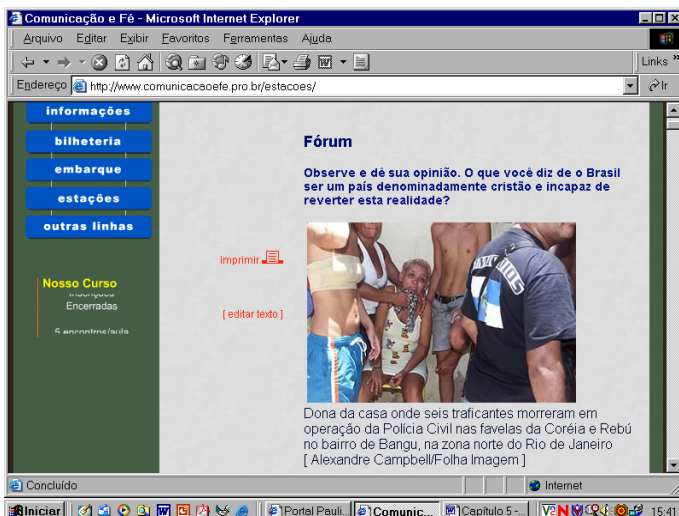 Comunicação e Fé - Microsoft Internet Explorer
Arquivo Editar Exibir Favoritos Ferramentas Ajuda
Links »
Endereço http://www.comunicacaoefe.pro.br/estacoes/ Ir
informações
bilheteria
embarque
estações
outras linhas
Nosso Curso
Encerradas
5 encontros/aula
imprimir
[ editar texto ]
Fórum
Observe e dê sua opinião. O que você diz de o Brasil
ser um país denominadamente cristão e incapaz de
reverter esta realidade?
Dona da casa onde seis traficantes morreram em
operação da Polícia Civil nas favelas da Coréia e Rebú
no bairro de Bangu, na zona norte do Rio de Janeiro
[ Alexandre Campbell/Folha Imagem ]
Concluído Internet
Iniciar Portal Pauli... Comunic... Capítulo 5 -... 15:41